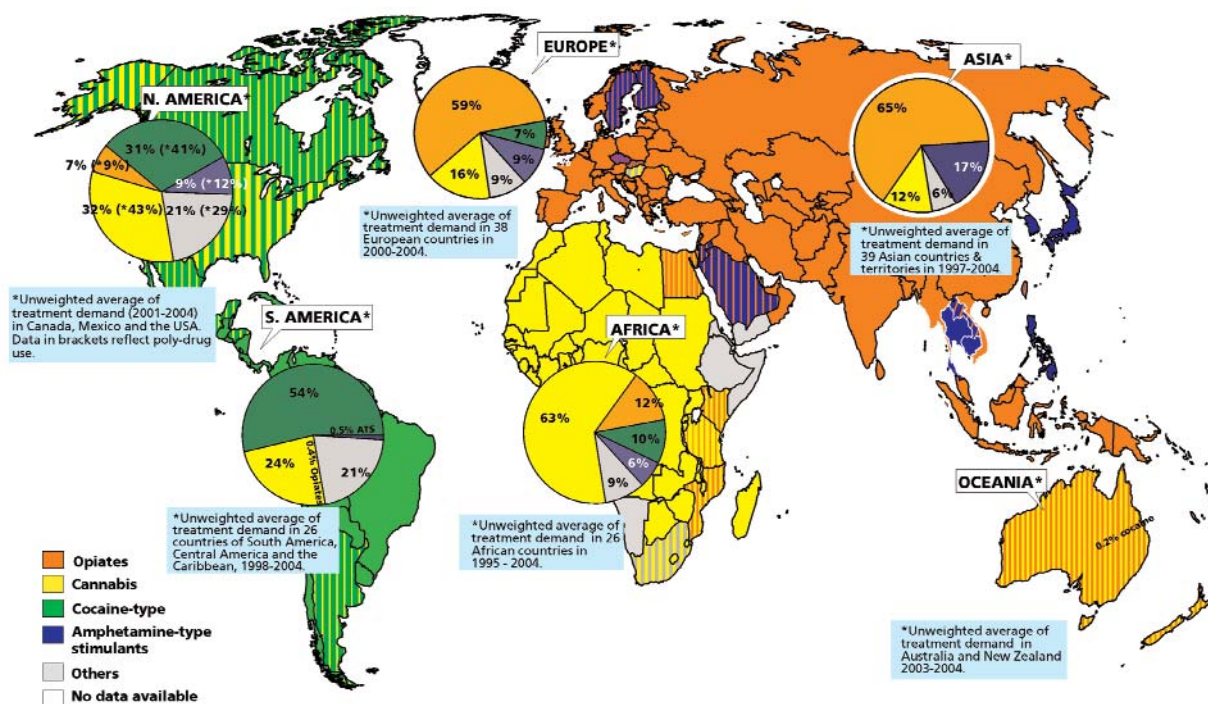 EUROPE*
59%
7%
9%
9%
16%
*Unweighted average of
treatment demand in 38
European countries in
2000-2004.
ASIA*
65%
17%
6%
12%
*Unweighted average of
treatment demand in
39 Asian countries &
territories in 1997-2004.
N. AMERICA*
31% (*41%)
7% (*9%)
9% (*12%)
32% (*43%)
21% (*29%)
*Unweighted average of
treatment demand (2001-2004)
in Canada, Mexico and the USA.
Data in brackets reflect poly-drug
use.
S. AMERICA*
54%
0.5% ATS
24%
0.4% Opiates
21%
*Unweighted average of
treatment demand in 26
countries of South America,
Central America and the
Caribbean, 1998-2004.
AFRICA*
63%
12%
10%
6%
9%
*Unweighted average of
treatment demand in 26
African countries in
1995 - 2004.
OCEANIA*
0.2% cocaine
*Unweighted average of
treatment demand in
Australia and New Zealand
2003-2004.
Opiates
Cannabis
Cocaine-type
Amphetamine-type
stimulants
Others
No data available